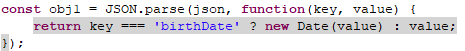 const obj1 = JSON.parse(json, function(key, value) {
    return key === 'birthDate' ? new Date(value) : value;
});